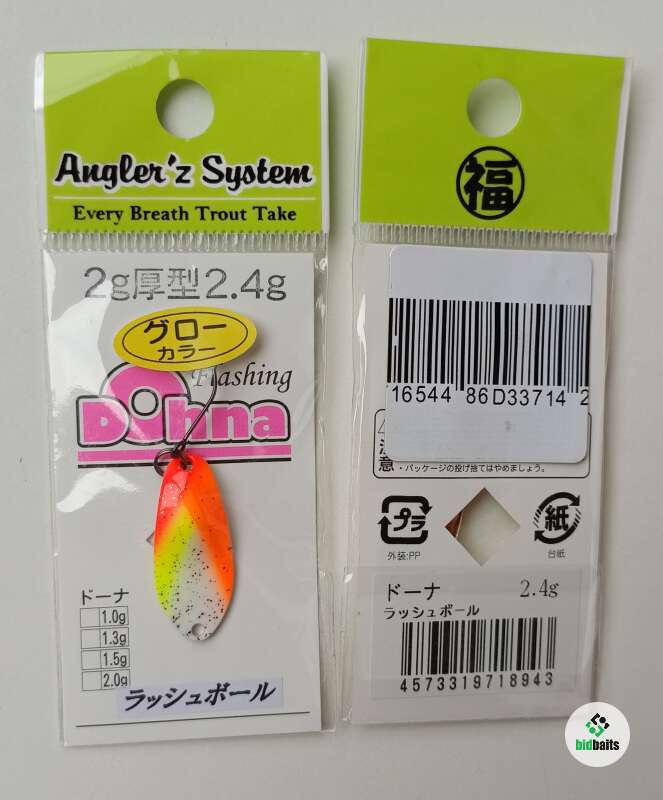 Angler'z System
Every Breath Trout Take
2g厚型2.4g
グロー
カラー
Flashing
Dohna
ドーナ
1.0g
1.3g
1.5g
2.0g
ラッシュボール
福
16544 86D33714 2
意
・パッケージの投げ捨てはやめましょう。
プラ
外装:PP
紙
台紙
ドーナ 2.4g
ラッシュボール
4573319718943
bidbaits